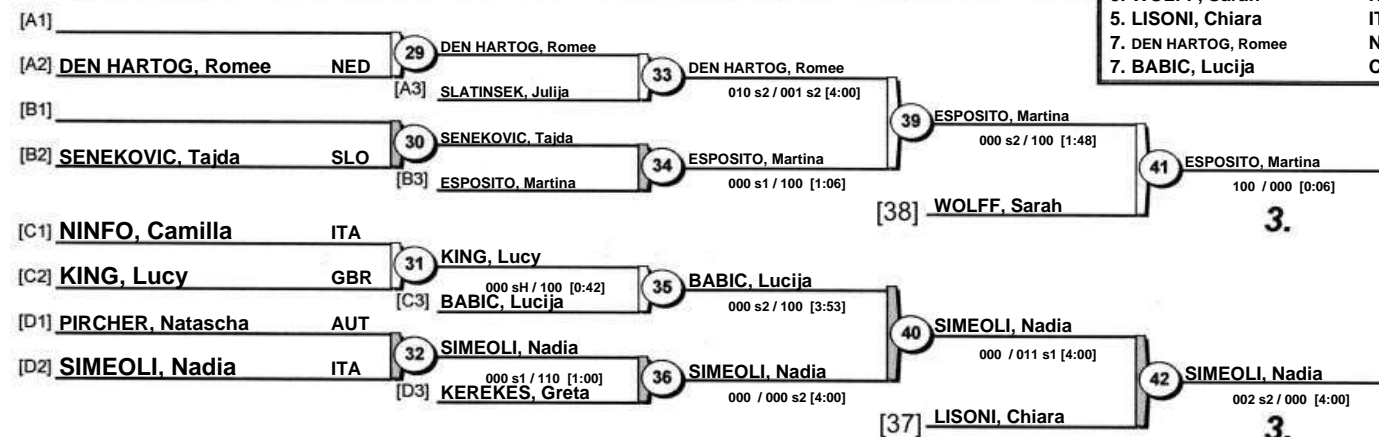 5. LISONI, Chiara
7. DEN HARTOG, Romee
7. BABIC, Lucija
[A1]
[A2] DEN HARTOG, Romee NED
29 DEN HARTOG, Romee
[A3] SLATINSEK, Julija
33 DEN HARTOG, Romee
010 s2 / 001 s2 [4:00]
[B1]
[B2] SENEKOVIC, Tajda SLO
30 SENEKOVIC, Tajda
[B3] ESPOSITO, Martina
34 ESPOSITO, Martina
000 s1 / 100 [1:06]
39 ESPOSITO, Martina
000 s2 / 100 [1:48]
[38] WOLFF, Sarah
41 ESPOSITO, Martina
100 / 000 [0:06]
3.
[C1] NINFO, Camilla ITA
[C2] KING, Lucy GBR
31 KING, Lucy
000 sH / 100 [0:42]
[C3] BABIC, Lucija
35 BABIC, Lucija
000 s2 / 100 [3:53]
[D1] PIRCHER, Natascha AUT
[D2] SIMEOLI, Nadia ITA
32 SIMEOLI, Nadia
000 s1 / 110 [1:00]
[D3] KEREKES, Greta
36 SIMEOLI, Nadia
000 / 000 s2 [4:00]
40 SIMEOLI, Nadia
000 / 011 s1 [4:00]
[37] LISONI, Chiara
42 SIMEOLI, Nadia
002 s2 / 000 [4:00]
3.